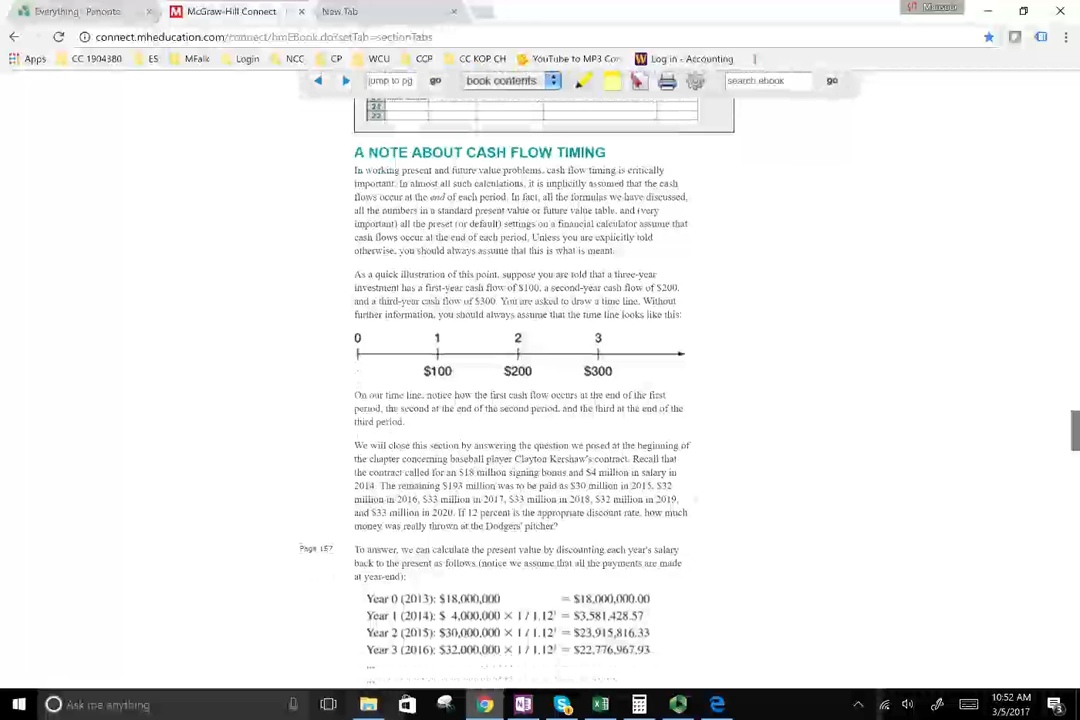 Everything - Panopto
McGraw-Hill Connect
New Tab
connect.mheducation.com/connect/hmEBook.do?setTab=sectionTabs
Apps CC 1904380 ES MFalk Login NCC CP WCU CCP CC KOP CH YouTube to MP3 Con Log in - Accounting
jump to pg go book contents search ebook go
21
22
A NOTE ABOUT CASH FLOW TIMING
In working present and future value problems, cash flow timing is critically
important. In almost all such calculations, it is implicitly assumed that the cash
flows occur at the end of each period. In fact, all the formulas we have discussed,
all the numbers in a standard present value or future value table, and (very
important) all the preset (or default) settings on a financial calculator assume that
cash flows occur at the end of each period. Unless you are explicitly told
otherwise, you should always assume that this is what is meant.
As a quick illustration of this point, suppose you are told that a three-year
investment has a first-year cash flow of $100, a second-year cash flow of $200,
and a third-year cash flow of $300. You are asked to draw a time line. Without
further information, you should always assume that the time line looks like this:
0 1 2 3
$100 $200 $300
On our time line, notice how the first cash flow occurs at the end of the first
period, the second at the end of the second period, and the third at the end of the
third period.
We will close this section by answering the question we posed at the beginning of
the chapter concerning baseball player Clayton Kershaw's contract. Recall that
the contract called for an $18 million signing bonus and $4 million in salary in
2014. The remaining $193 million was to be paid as $30 million in 2015, $32
million in 2016, $33 million in 2017, $33 million in 2018, $32 million in 2019,
and $33 million in 2020. If 12 percent is the appropriate discount rate, how much
money was really thrown at the Dodgers' pitcher?
Page 157
To answer, we can calculate the present value by discounting each year's salary
back to the present as follows (notice we assume that all the payments are made
at year-end):
Year 0 (2013): $18,000,000 = $18,000,000.00
Year 1 (2014): $ 4,000,000 × 1 / 1.12¹ = $3,581,428.57
Year 2 (2015): $30,000,000 × 1 / 1.12² = $23,915,816.33
Year 3 (2016): $32,000,000 × 1 / 1.12³ = $22,776,967.93
Ask me anything
10:52 AM
3/5/2017